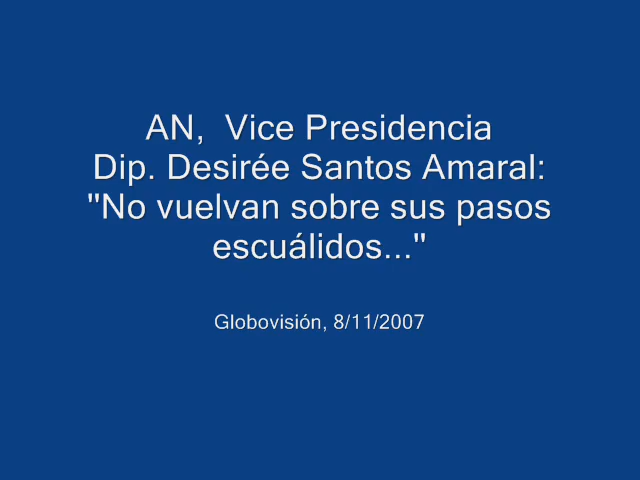 AN,  Vice Presidencia
Dip. Desirée Santos Amaral:
"No vuelvan sobre sus pasos
escuálidos..."
Globovisión, 8/11/2007